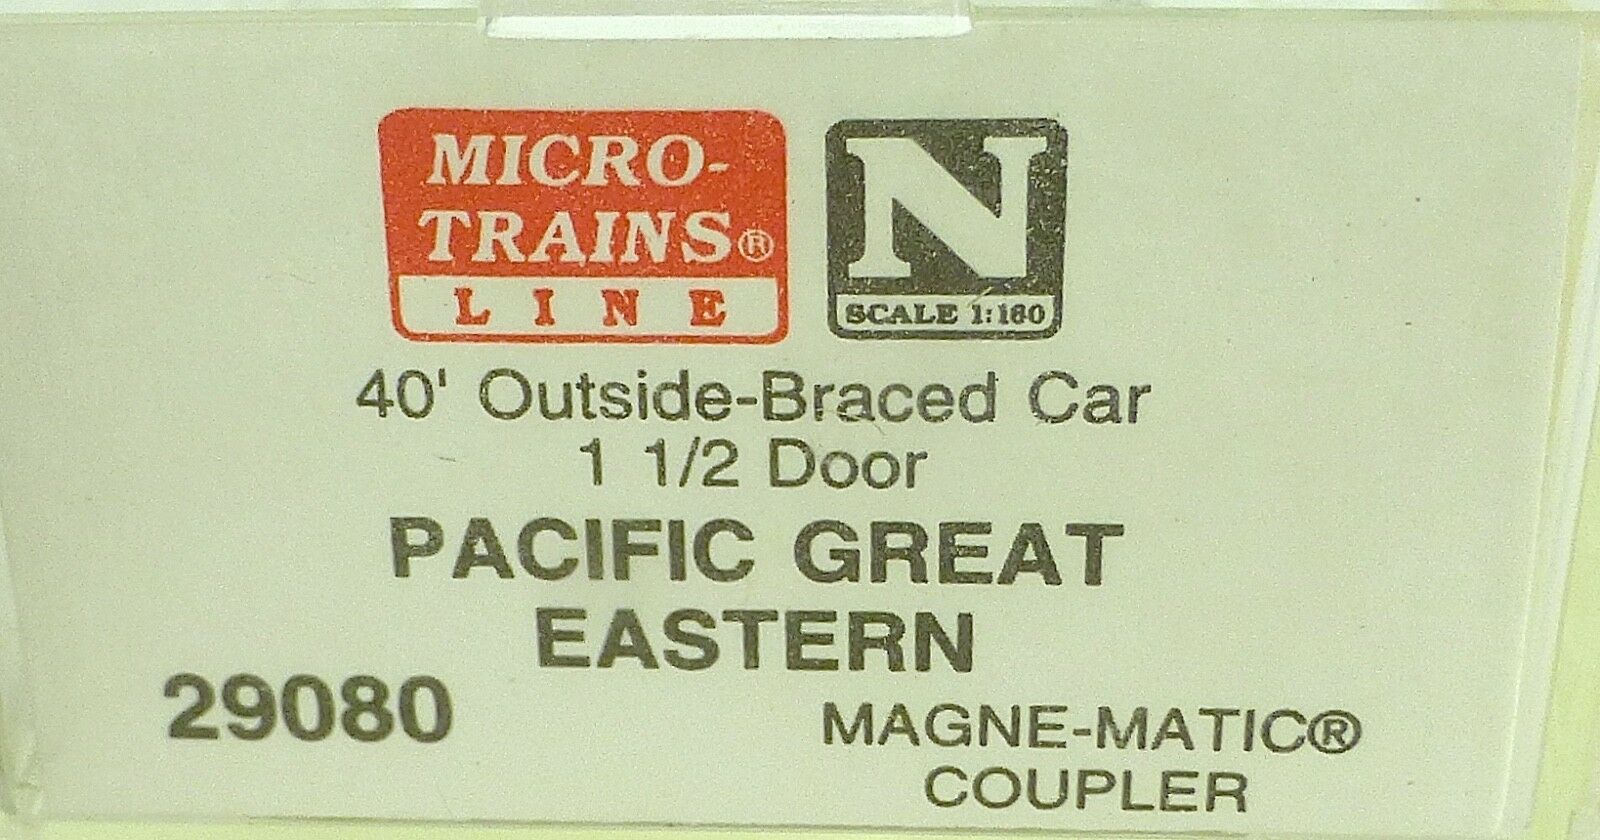 MICRO-
TRAINS®
LINE
N
SCALE 1:160
40' Outside-Braced Car
1 1/2 Door
PACIFIC GREAT
EASTERN
29080
MAGNE-MATIC®
COUPLER